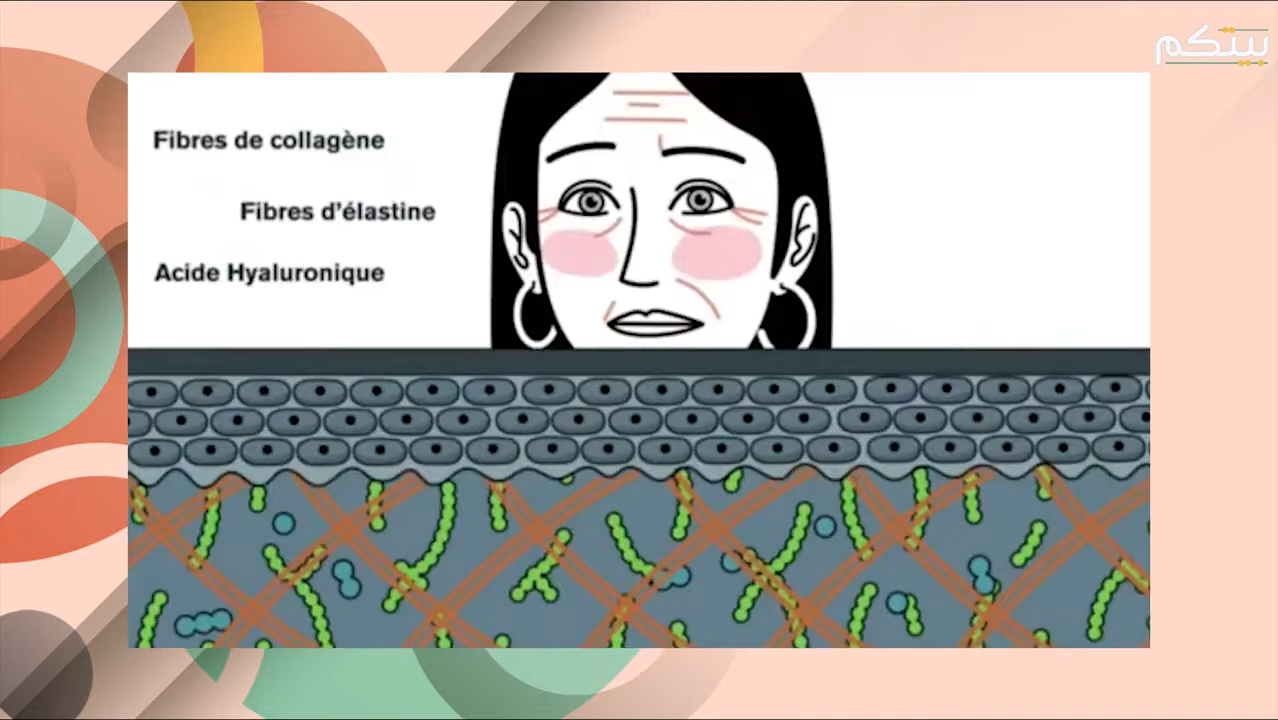 بيتكم
Fibres de collagène
Fibres d'élastine
Acide Hyaluronique